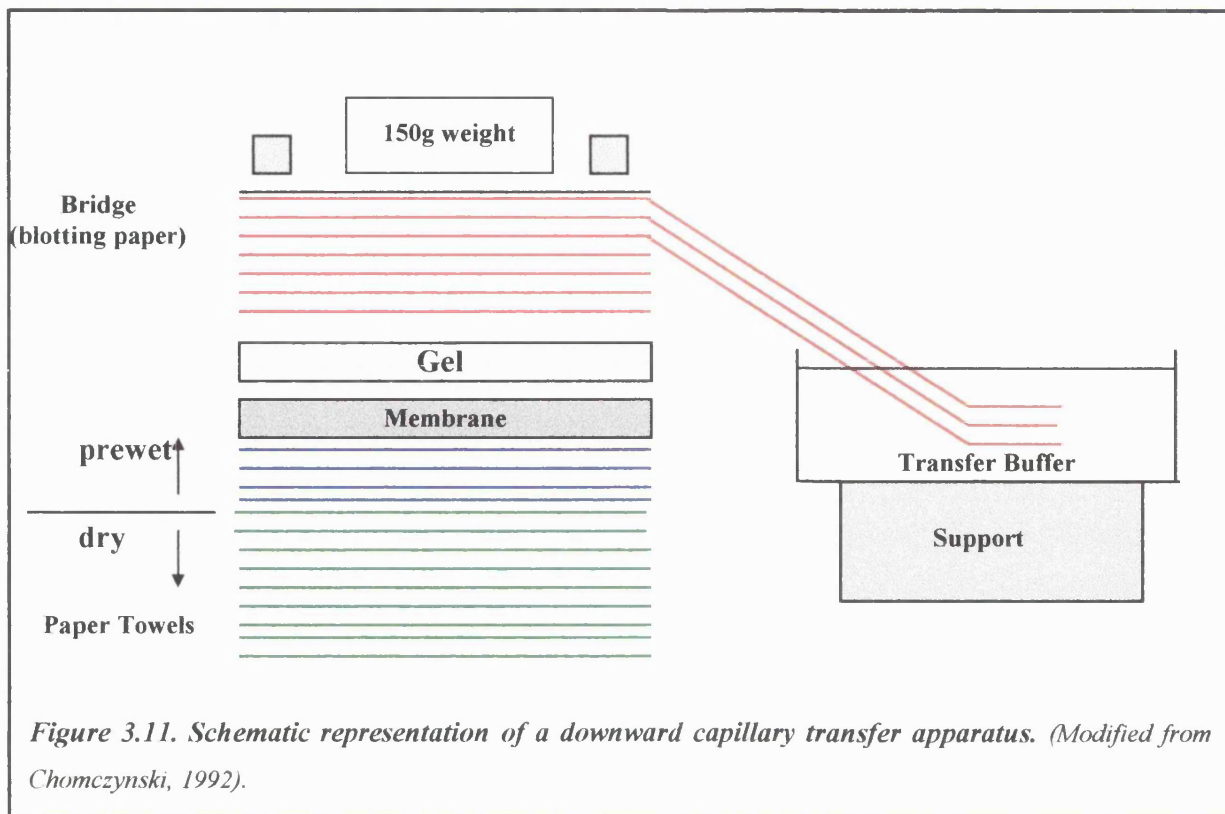 150g weight
Bridge
(blotting paper)
Gel
Membrane
prewet
Transfer Buffer
dry
Support
Paper Towels
Figure 3.11. Schematic representation of a downward capillary transfer apparatus. (Modified from
Chomczynski, 1992).